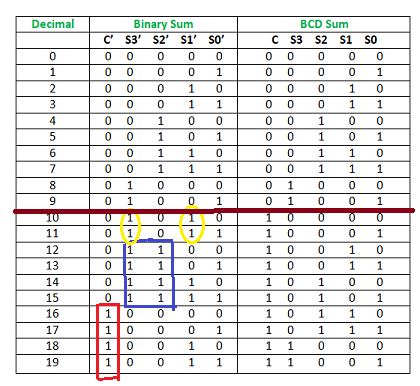 Decimal Binary Sum BCD Sum
C’ S3’ S2’ S1’ S0’ C S3 S2 S1 S0
0 0 0 0 0 0 0 0 0 0 0
1 0 0 0 0 1 0 0 0 0 1
2 0 0 0 1 0 0 0 0 1 0
3 0 0 0 1 1 0 0 0 1 1
4 0 0 1 0 0 0 0 1 0 0
5 0 0 1 0 1 0 0 1 0 1
6 0 0 1 1 0 0 0 1 1 0
7 0 0 1 1 1 0 0 1 1 1
8 0 1 0 0 0 0 1 0 0 0
9 0 1 0 0 1 0 1 0 0 1
10 0 1 0 1 0 1 0 0 0 0
11 0 1 0 1 1 1 0 0 0 1
12 0 1 1 0 0 1 0 0 1 0
13 0 1 1 0 1 1 0 0 1 1
14 0 1 1 1 0 1 0 1 0 0
15 0 1 1 1 1 1 0 1 0 1
16 1 0 0 0 0 1 0 1 1 0
17 1 0 0 0 1 1 0 1 1 1
18 1 0 0 1 0 1 1 0 0 0
19 1 0 0 1 1 1 1 0 0 1